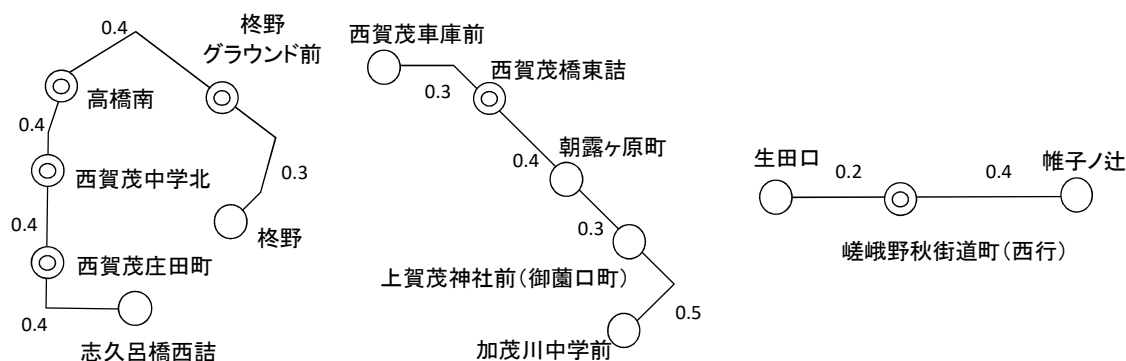 0.4
柊野
グラウンド前
高橋南
0.4
西賀茂中学北
0.3
0.4
柊野
西賀茂庄田町
0.4
志久呂橋西詰
西賀茂車庫前
西賀茂橋東詰
0.3
朝露ヶ原町
0.4
0.3
上賀茂神社前(御薗口町)
0.5
加茂川中学前
生田口
0.2
0.4
帷子ノ辻
嵯峨野秋街道町(西行)